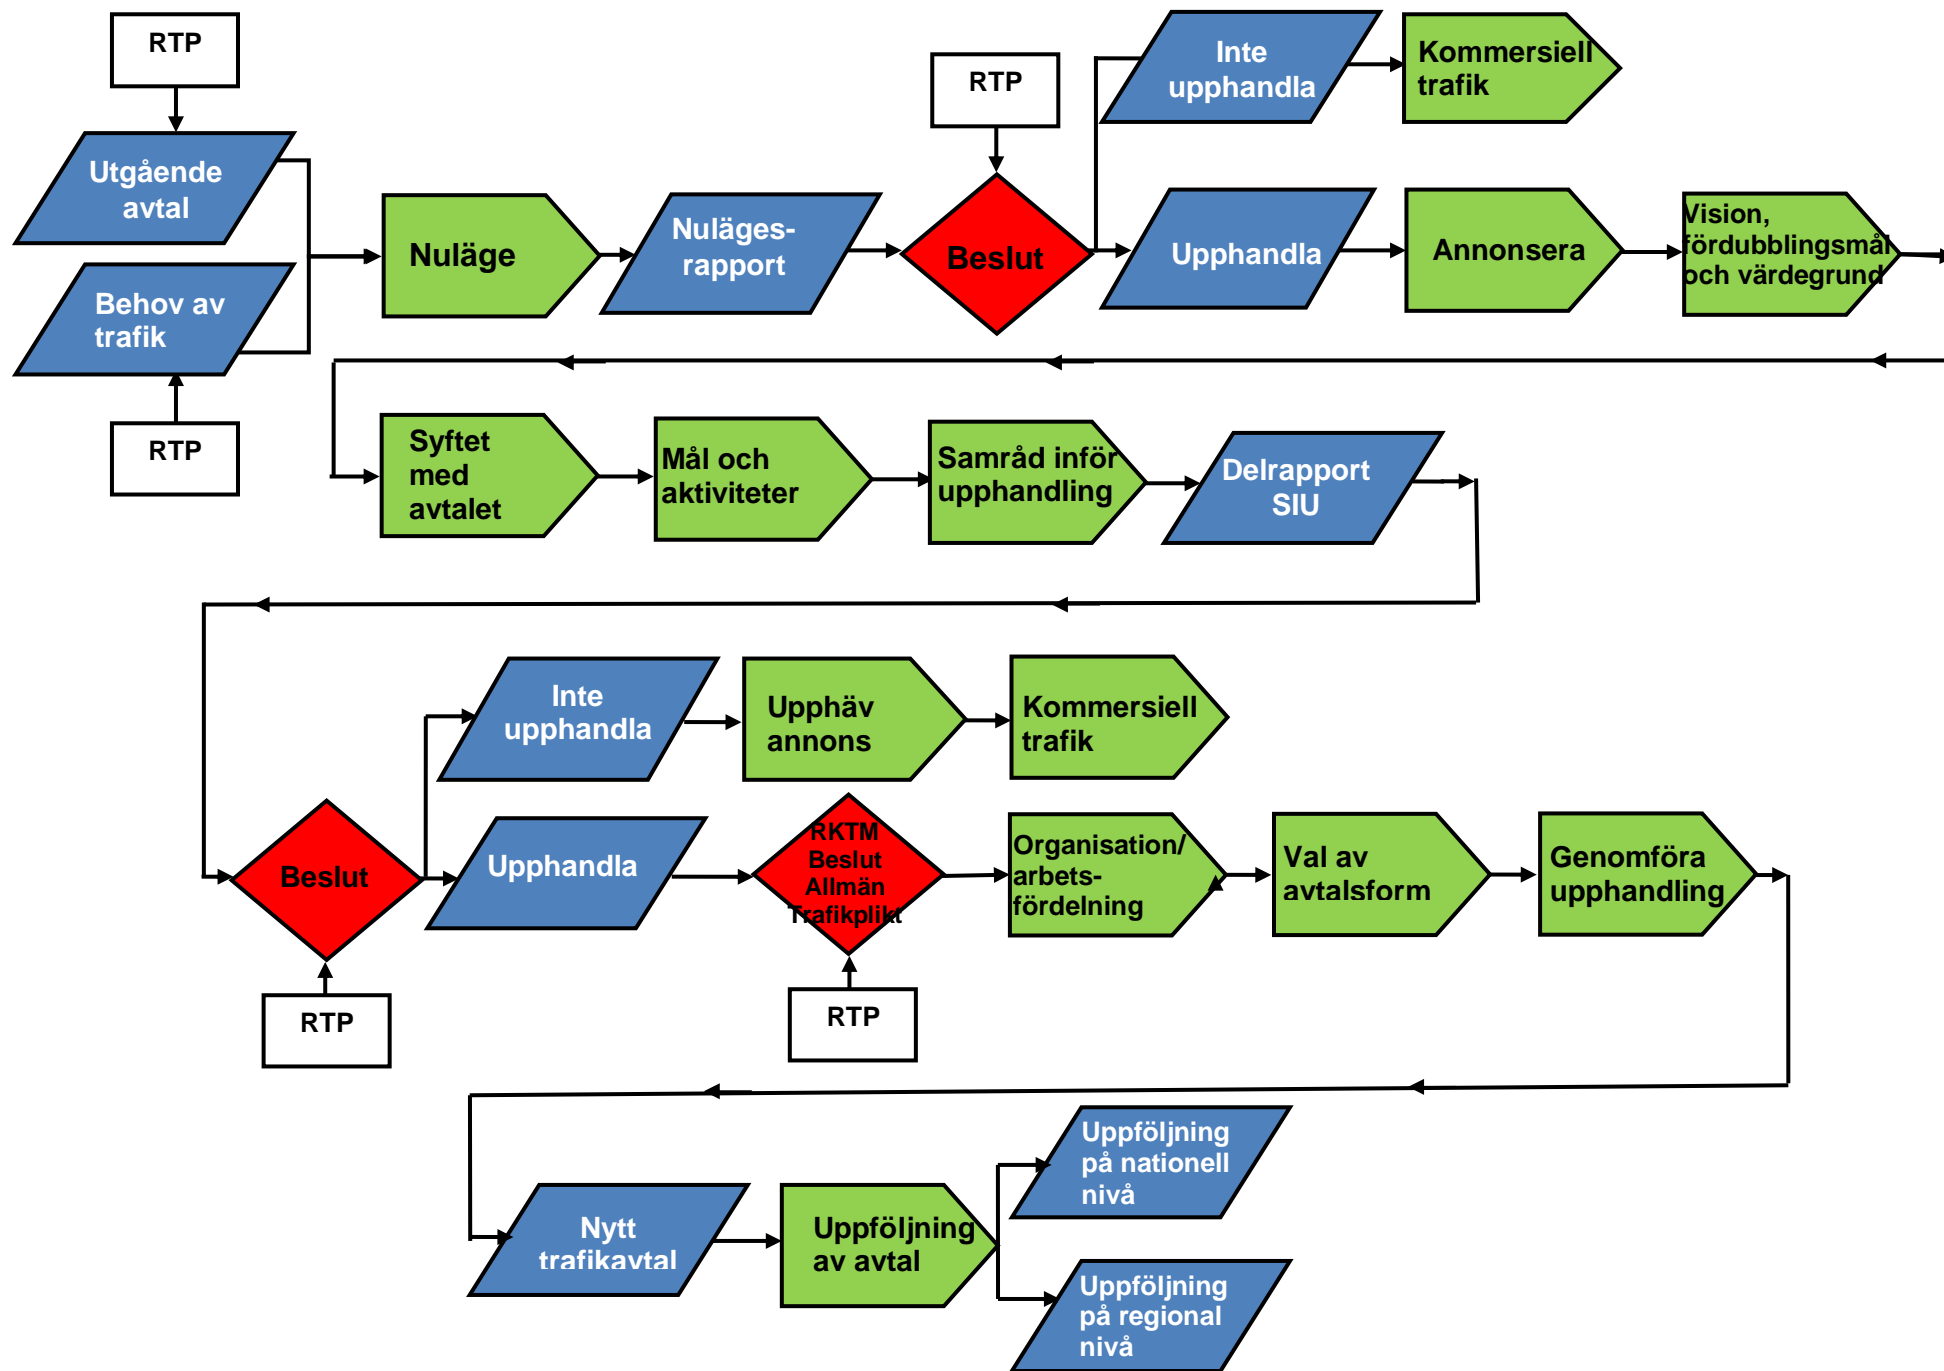 RTP
Utgående
avtal
Behov av
trafik
RTP
Nuläge
Nuläges-
rapport
RTP
Beslut
Inte
upphandla
Kommersiell
trafik
Upphandla
Annonsera
Vision,
fördubblingsmål
och värdegrund
Syftet
med
avtalet
Mål och
aktiviteter
Samråd inför
upphandling
Delrapport
SIU
Inte
upphandla
Upphäv
annons
Kommersiell
trafik
Beslut
RTP
Upphandla
RKTM
Beslut
Allmän
Trafikplikt
RTP
Organisation/
arbets-
fördelning
Val av
avtalsform
Genomföra
upphandling
Nytt
trafikavtal
Uppföljning
av avtal
Uppföljning
på nationell
nivå
Uppföljning
på regional
nivå